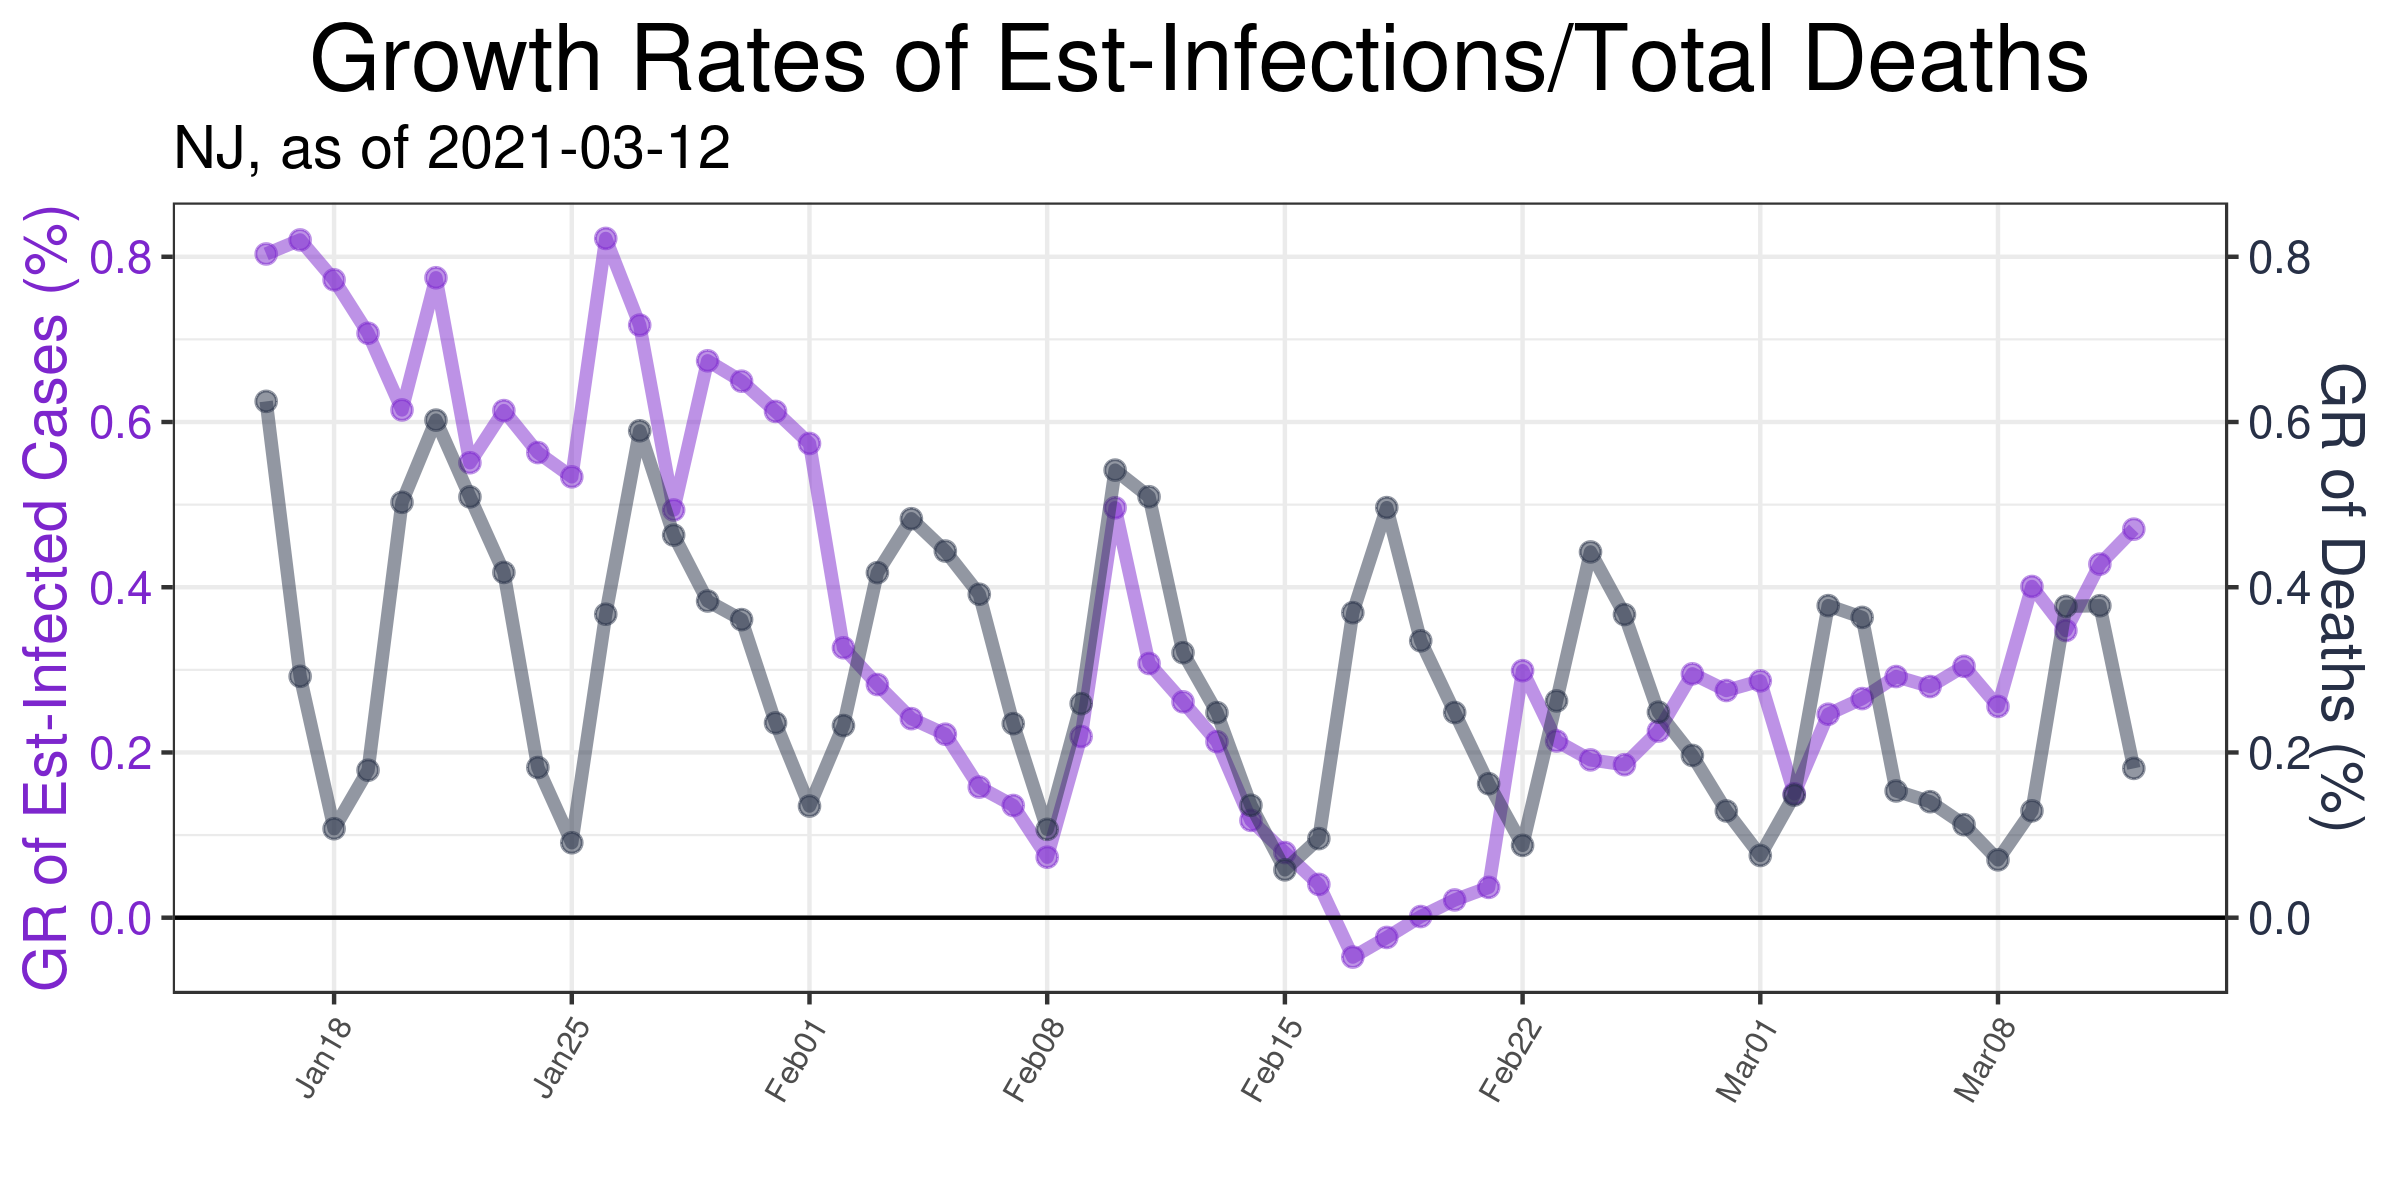 Growth Rates of Est-Infections/Total Deaths
NJ, as of 2021-03-12
GR of Est-Infected Cases (%)
0.8
0.6
0.4
0.2
0.0
0.8
0.6
0.4
0.2
0.0
GR of Deaths (%)
Jan18
Jan25
Feb01
Feb08
Feb15
Feb22
Mar01
Mar08